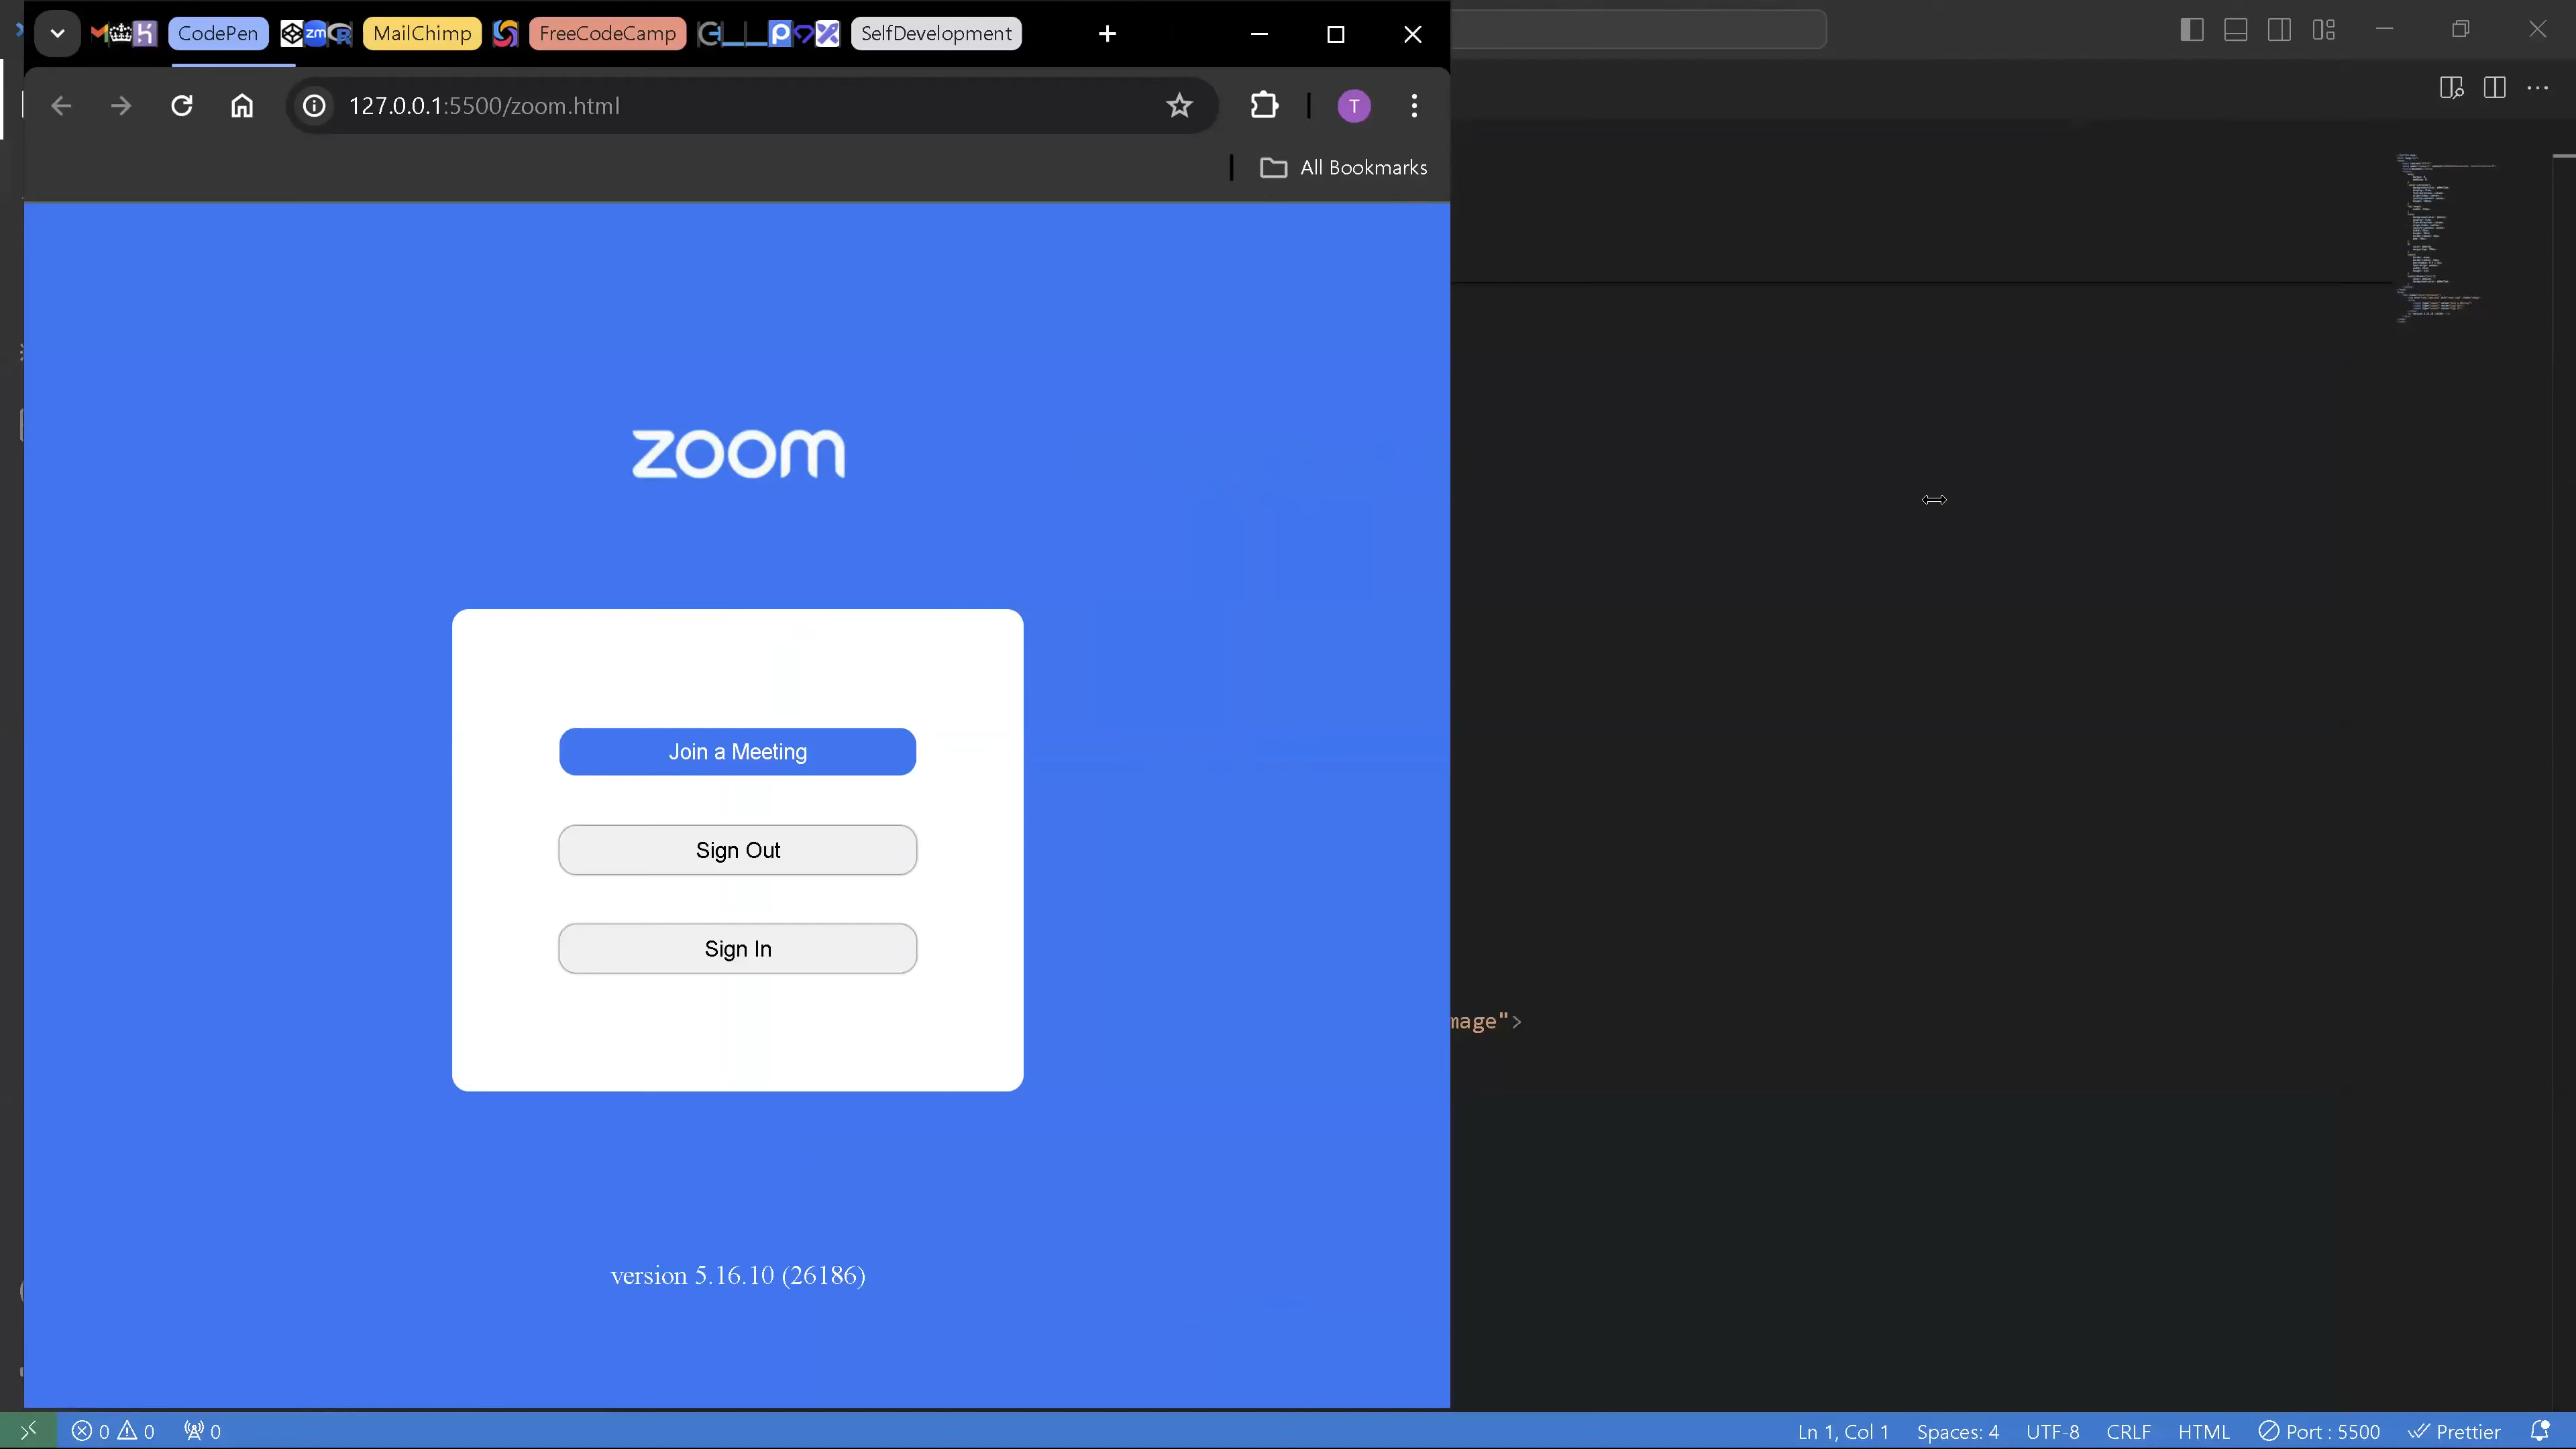 CodePen zm MailChimp FreeCodeCamp SelfDevelopment
127.0.0.1:5500/zoom.html
T
All Bookmarks
zoom
Join a Meeting
Sign Out
Sign In
mage">
version 5.16.10 (26186)
0 0 0 Ln 1, Col 1 Spaces: 4 UTF-8 CRLF HTML Port : 5500 Prettier